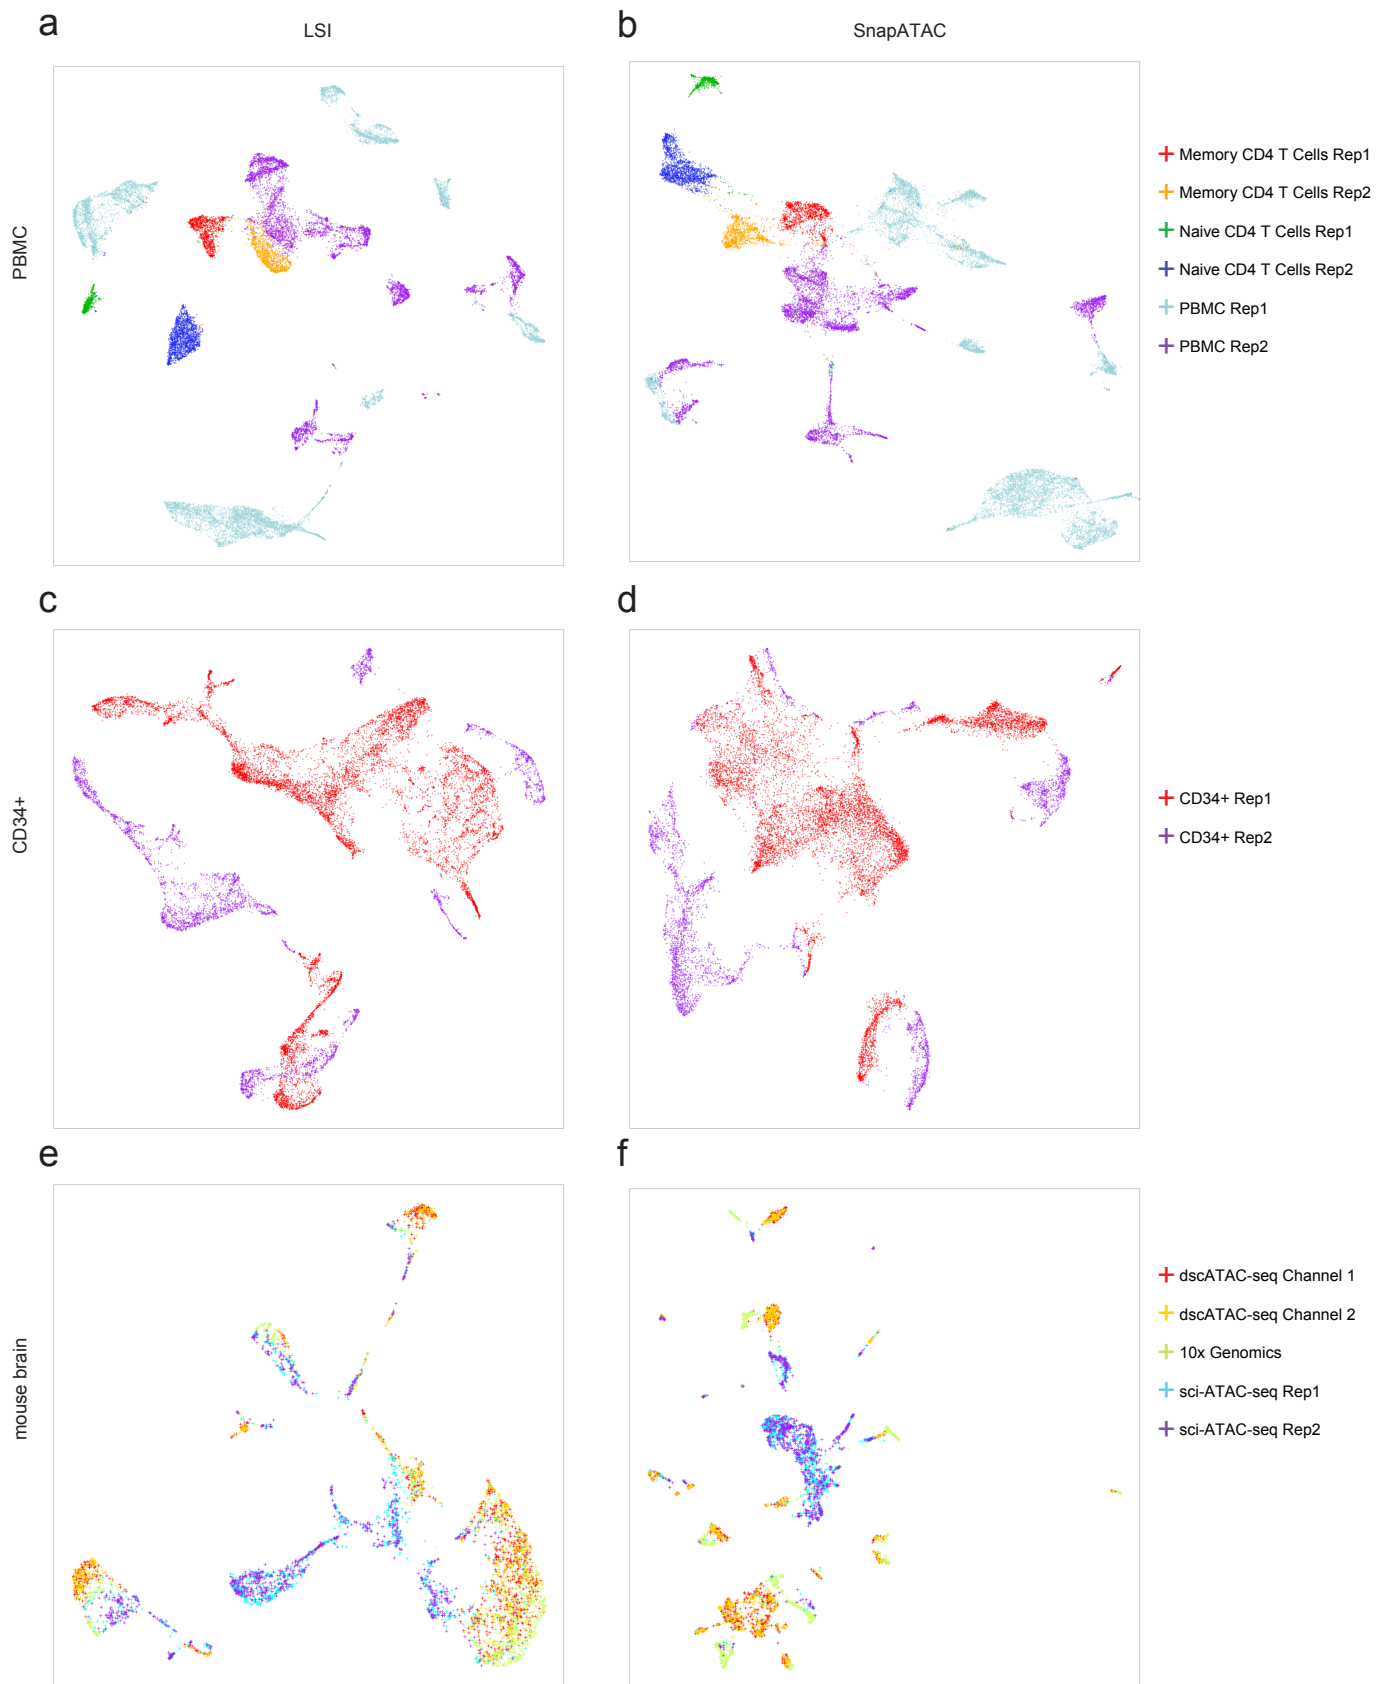 a
LSI
b
SnapATAC
PBMC
Memory CD4 T Cells Rep1
Memory CD4 T Cells Rep2
Naive CD4 T Cells Rep1
Naive CD4 T Cells Rep2
PBMC Rep1
PBMC Rep2
c
d
CD34+
CD34+ Rep1
CD34+ Rep2
e
f
mouse brain
dscATAC-seq Channel 1
dscATAC-seq Channel 2
10x Genomics
sci-ATAC-seq Rep1
sci-ATAC-seq Rep2